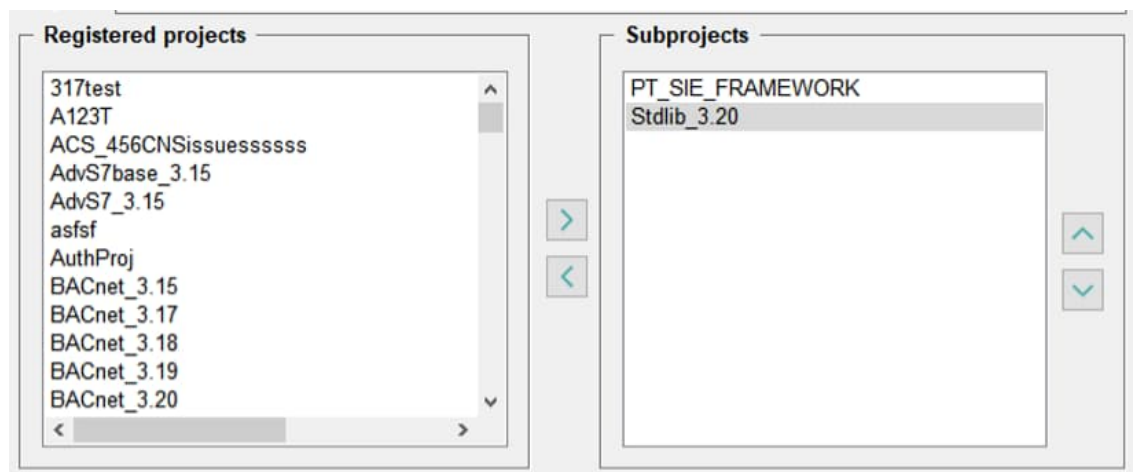 Registered projects
317test
A123T
ACS_456CNSissuessssss
AdvS7base_3.15
AdvS7_3.15
asfsf
AuthProj
BACnet_3.15
BACnet_3.17
BACnet_3.18
BACnet_3.19
BACnet_3.20
Subprojects
PT_SIE_FRAMEWORK
Stdlib_3.20